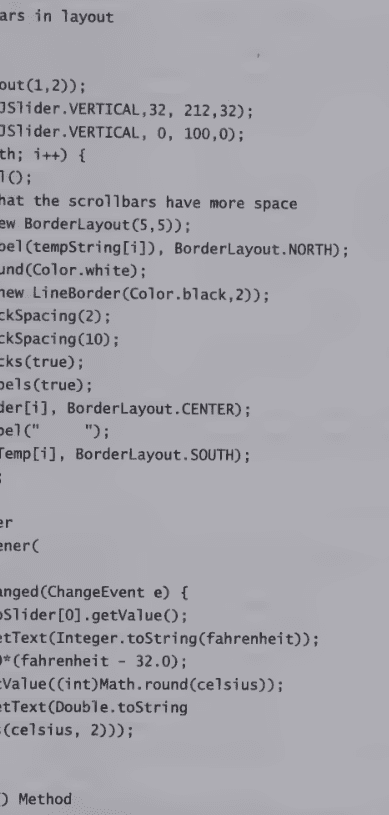 ars in layout
out(1,2));
JSlider.VERTICAL,32, 212,32);
JSlider.VERTICAL, 0, 100,0);
th; i++) {
l();
hat the scrollbars have more space
ew BorderLayout(5,5));
bel(tempString[i]), BorderLayout.NORTH);
und(Color.white);
new LineBorder(Color.black,2));
ckSpacing(2);
ckSpacing(10);
cks(true);
bels(true);
der[i], BorderLayout.CENTER);
bel("      ");
Temp[i], BorderLayout.SOUTH);
;
er
ener(
anged(ChangeEvent e) {
oSlider[0].getValue();
etText(Integer.toString(fahrenheit));
0*(fahrenheit - 32.0);
tValue((int)Math.round(celsius));
etText(Double.toString
s(celsius, 2)));
) Method